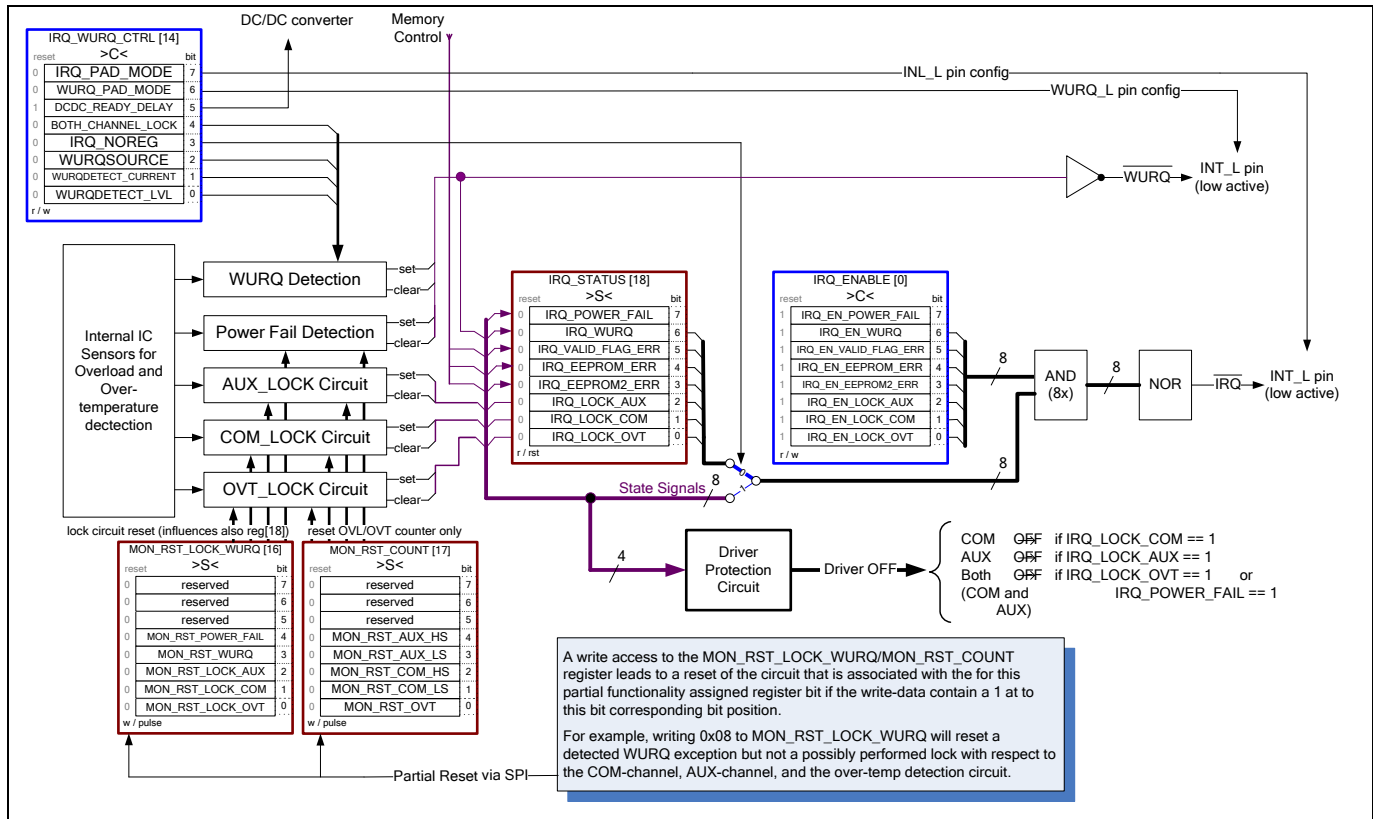 DC/DC converter
Memory
Control
IRQ_WURQ_CTRL [14]
reset >C< bit
0 IRQ_PAD_MODE 7
0 WURQ_PAD_MODE 6
1 DCDC_READY_DELAY 5
0 BOTH_CHANNEL_LOCK 4
0 IRQ_NOREG 3
0 WURQSOURCE 2
0 WURQDETECT_CURRENT 1
0 WURQDETECT_LVL 0
r / w
INL_L pin config
WURQ_L pin config
WURQ
INT_L pin
(low active)
Internal IC
Sensors for
Overload and
Over-
temperature
dectection
WURQ Detection
set
clear
Power Fail Detection
set
clear
AUX_LOCK Circuit
set
clear
COM_LOCK Circuit
set
clear
OVT_LOCK Circuit
set
clear
IRQ_STATUS [18]
reset >S< bit
0 IRQ_POWER_FAIL 7
0 IRQ_WURQ 6
0 IRQ_VALID_FLAG_ERR 5
0 IRQ_EEPROM_ERR 4
0 IRQ_EEPROM2_ERR 3
0 IRQ_LOCK_AUX 2
0 IRQ_LOCK_COM 1
0 IRQ_LOCK_OVT 0
r / rst
IRQ_ENABLE [0]
reset >C< bit
1 IRQ_EN_POWER_FAIL 7
1 IRQ_EN_WURQ 6
1 IRQ_EN_VALID_FLAG_ERR 5
1 IRQ_EN_EEPROM_ERR 4
1 IRQ_EN_EEPROM2_ERR 3
1 IRQ_EN_LOCK_AUX 2
1 IRQ_EN_LOCK_COM 1
1 IRQ_EN_LOCK_OVT 0
r / w
8
AND
(8x)
8
NOR
IRQ
INT_L pin
(low active)
0
1
State Signals
8
8
4
Driver
Protection
Circuit
Driver OFF
COM OFF if IRQ_LOCK_COM == 1
AUX OFF if IRQ_LOCK_AUX == 1
Both OFF if IRQ_LOCK_OVT == 1 or
(COM and IRQ_POWER_FAIL == 1
AUX)
lock circuit reset (influences also reg[18])
reset OVL/OVT counter only
MON_RST_LOCK_WURQ [16]
reset >S< bit
0 reserved 7
0 reserved 6
0 reserved 5
0 MON_RST_POWER_FAIL 4
0 MON_RST_WURQ 3
0 MON_RST_LOCK_AUX 2
0 MON_RST_LOCK_COM 1
0 MON_RST_LOCK_OVT 0
w / pulse
MON_RST_COUNT [17]
reset >S< bit
0 reserved 7
0 reserved 6
0 reserved 5
0 MON_RST_AUX_HS 4
0 MON_RST_AUX_LS 3
0 MON_RST_COM_HS 2
0 MON_RST_COM_LS 1
0 MON_RST_OVT 0
w / pulse
Partial Reset via SPI
A write access to the MON_RST_LOCK_WURQ/MON_RST_COUNT
register leads to a reset of the circuit that is associated with the for this
partial functionality assigned register bit if the write-data contain a 1 at to
this bit corresponding bit position.
For example, writing 0x08 to MON_RST_LOCK_WURQ will reset a
detected WURQ exception but not a possibly performed lock with respect to
the COM-channel, AUX-channel, and the over-temp detection circuit.